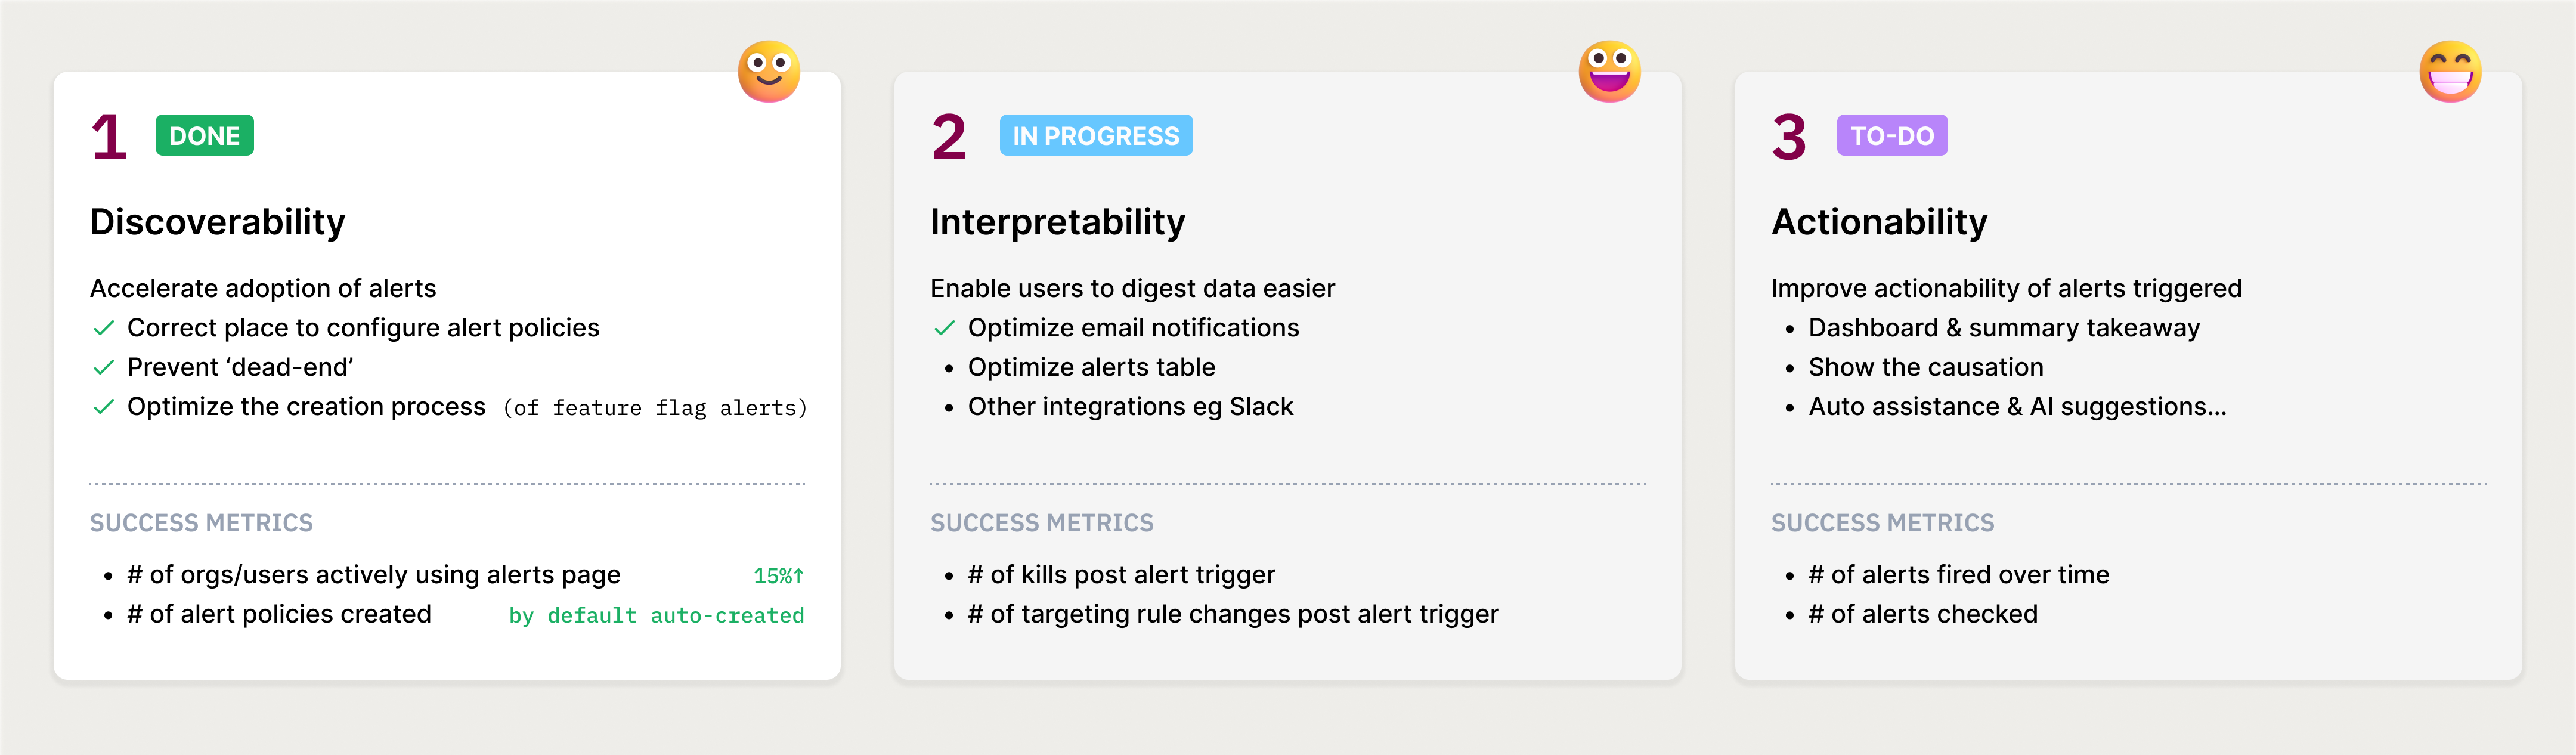 1 DONE
Discoverability
Accelerate adoption of alerts
✓ Correct place to configure alert policies
✓ Prevent ‘dead-end’
✓ Optimize the creation process (of feature flag alerts)
SUCCESS METRICS
• # of orgs/users actively using alerts page 15%↑
• # of alert policies created by default auto-created
2 IN PROGRESS
Interpretability
Enable users to digest data easier
✓ Optimize email notifications
• Optimize alerts table
• Other integrations eg Slack
SUCCESS METRICS
• # of kills post alert trigger
• # of targeting rule changes post alert trigger
3 TO-DO
Actionability
Improve actionability of alerts triggered
• Dashboard & summary takeaway
• Show the causation
• Auto assistance & AI suggestions...
SUCCESS METRICS
• # of alerts fired over time
• # of alerts checked